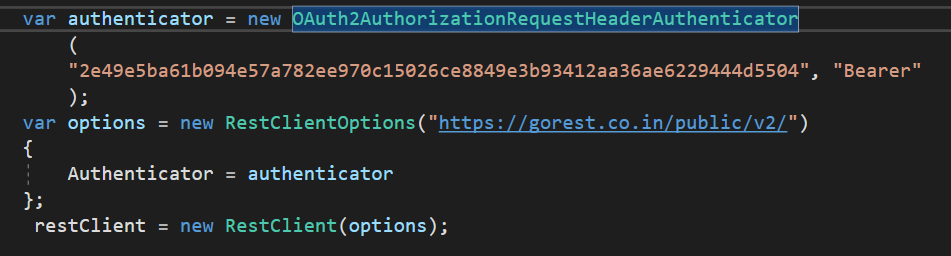 var authenticator = new OAuth2AuthorizationRequestHeaderAuthenticator
(
"2e49e5ba61b094e57a782ee970c15026ce8849e3b93412aa36ae6229444d5504", "Bearer"
);
var options = new RestClientOptions("https://gorest.co.in/public/v2/")
{
Authenticator = authenticator
};
restClient = new RestClient(options);